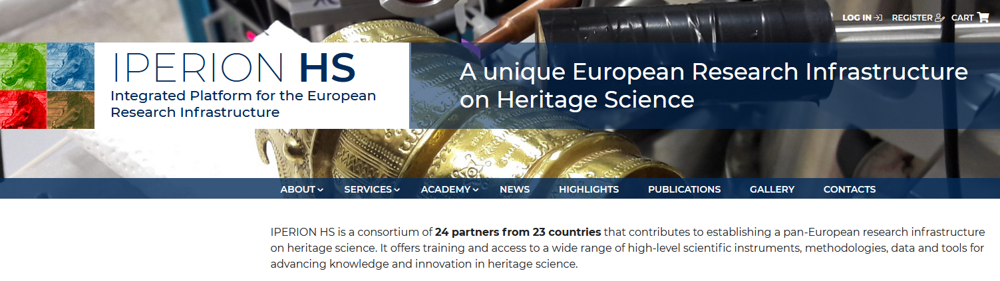 LOG IN REGISTER CART
IPERION HS
Integrated Platform for the European
Research Infrastructure
A unique European Research Infrastructure
on Heritage Science
ABOUT SERVICES ACADEMY NEWS HIGHLIGHTS PUBLICATIONS GALLERY CONTACTS
IPERION HS is a consortium of 24 partners from 23 countries that contributes to establishing a pan-European research infrastructure
on heritage science. It offers training and access to a wide range of high-level scientific instruments, methodologies, data and tools for
advancing knowledge and innovation in heritage science.